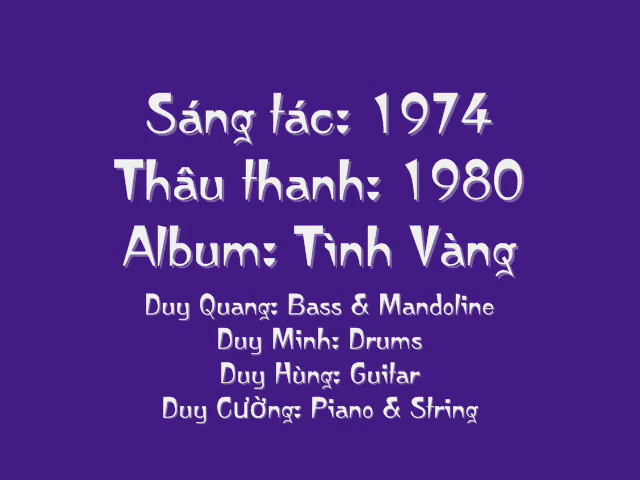 Sáng tác: 1974
Thâu thanh: 1980
Album: Tình Vàng
Duy Quang: Bass & Mandoline
Duy Minh: Drums
Duy Hùng: Guitar
Duy Cường: Piano & String